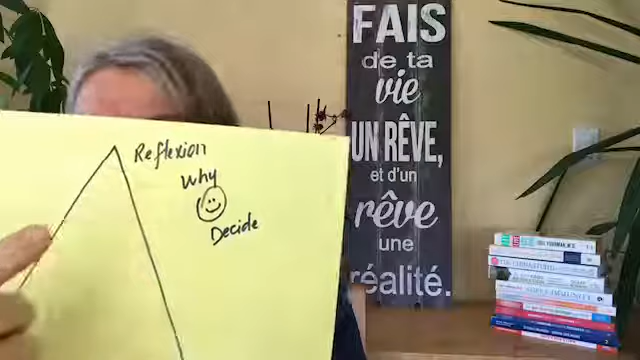 Reflexion
Why
Decide
FAIS
de ta
vie
UN RÊVE,
et d'un
rêve
une
réalité.